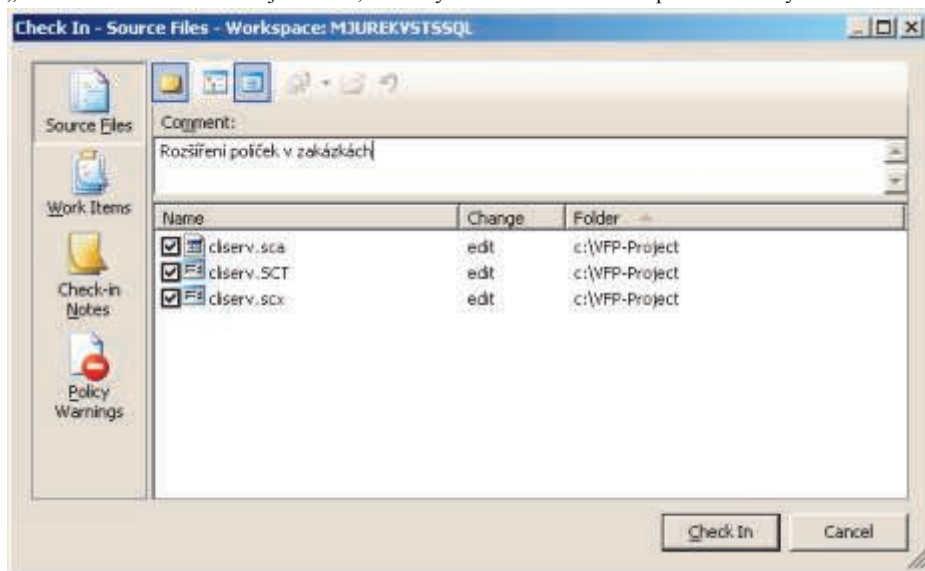 Check In - Source Files - Workspace: MJUREKVSTSSQL
Source Files
Work Items
Check-in
Notes
Policy
Warnings
Comment:
Rozšíření políček v zakázkách
Name Change Folder
cliserv.sca edit c:\VFP-Project
cliserv.SCT edit c:\VFP-Project
cliserv.scx edit c:\VFP-Project
Check In Cancel